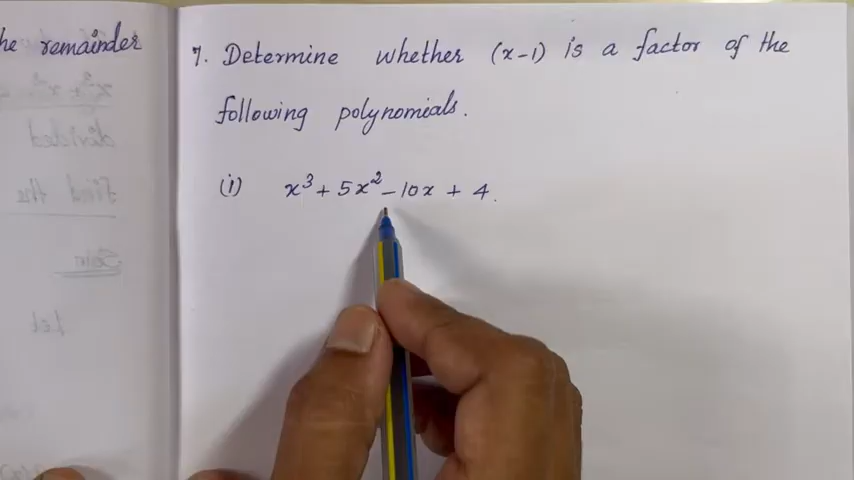 he remainder
7. Determine whether (x-1) is a factor of the
following polynomials.
(i) x³ + 5x² - 10x + 4.